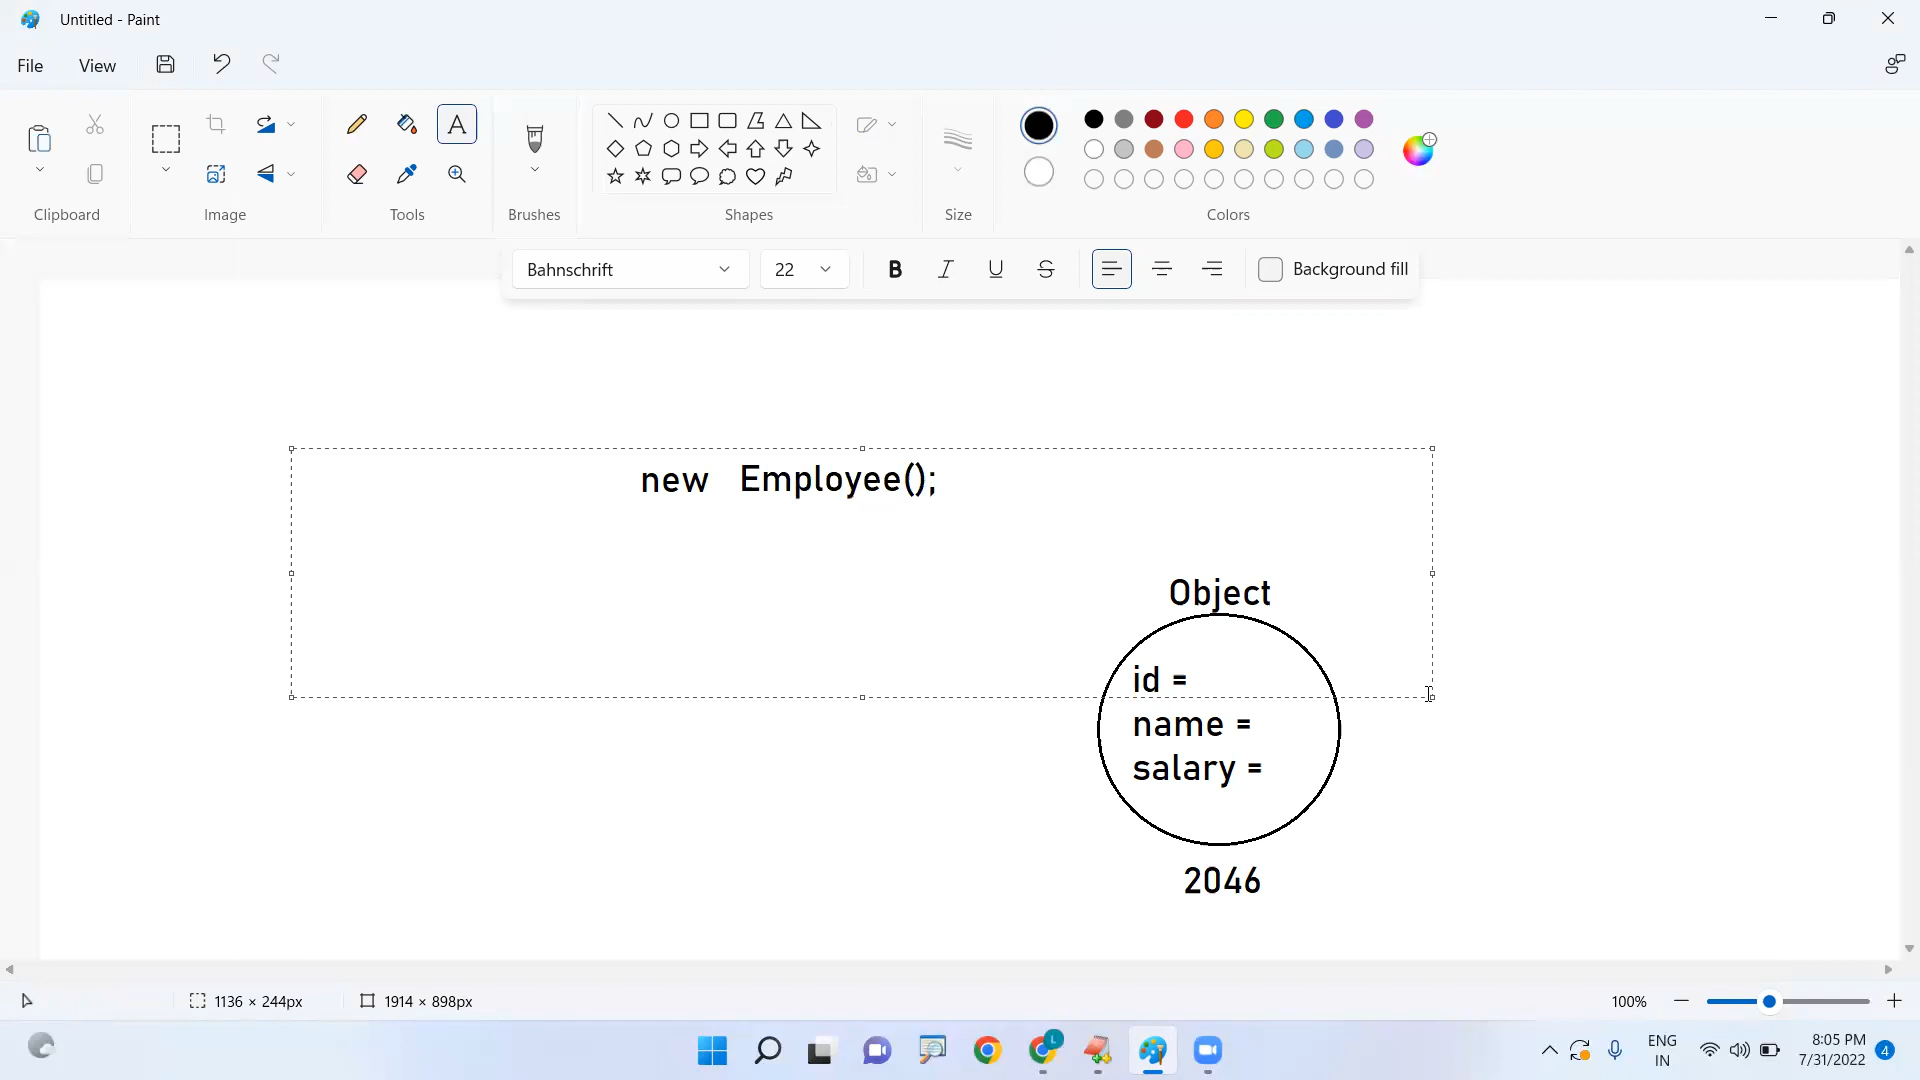 Untitled - Paint
File View
Clipboard Image Tools Brushes Shapes Size Colors
Bahnschrift 22 B I U S Background fill
new Employee();
Object
id =
name =
salary =
2046
1136 × 244px 1914 × 898px 100%
ENG 8:05 PM
IN 7/31/2022 4